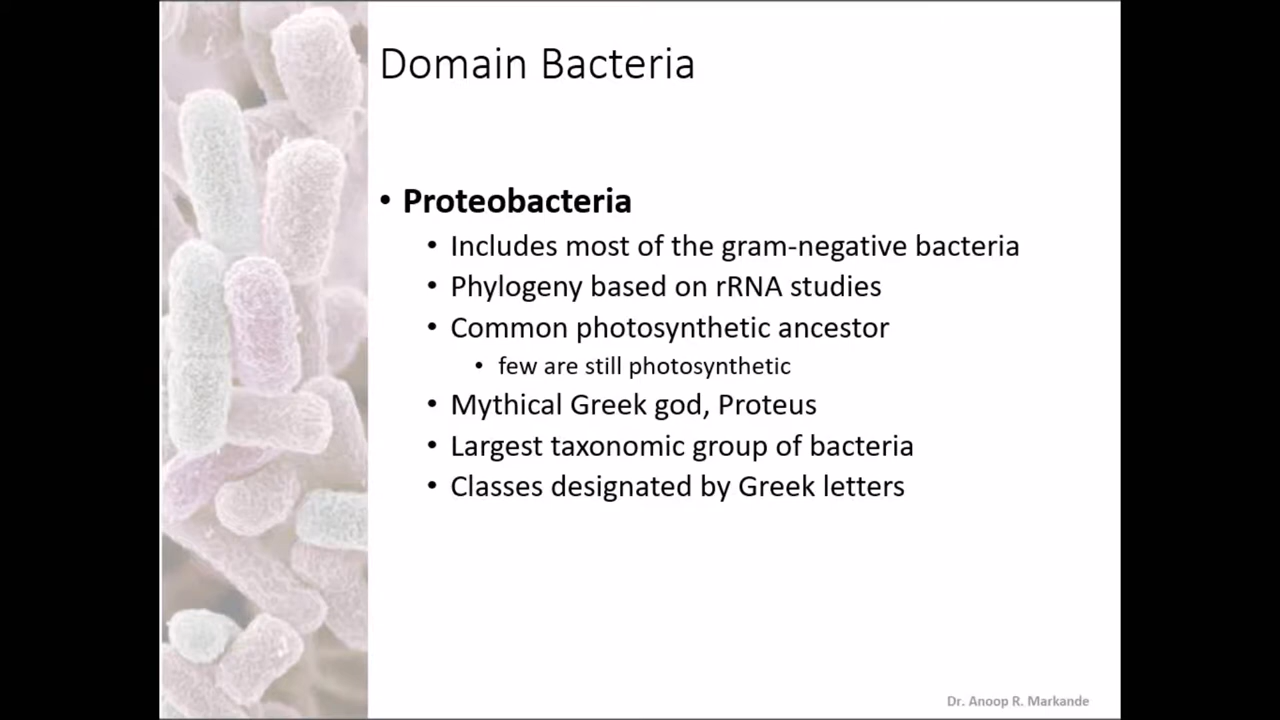 Domain Bacteria
• Proteobacteria
• Includes most of the gram-negative bacteria
• Phylogeny based on rRNA studies
• Common photosynthetic ancestor
• few are still photosynthetic
• Mythical Greek god, Proteus
• Largest taxonomic group of bacteria
• Classes designated by Greek letters
Dr. Anoop R. Markande